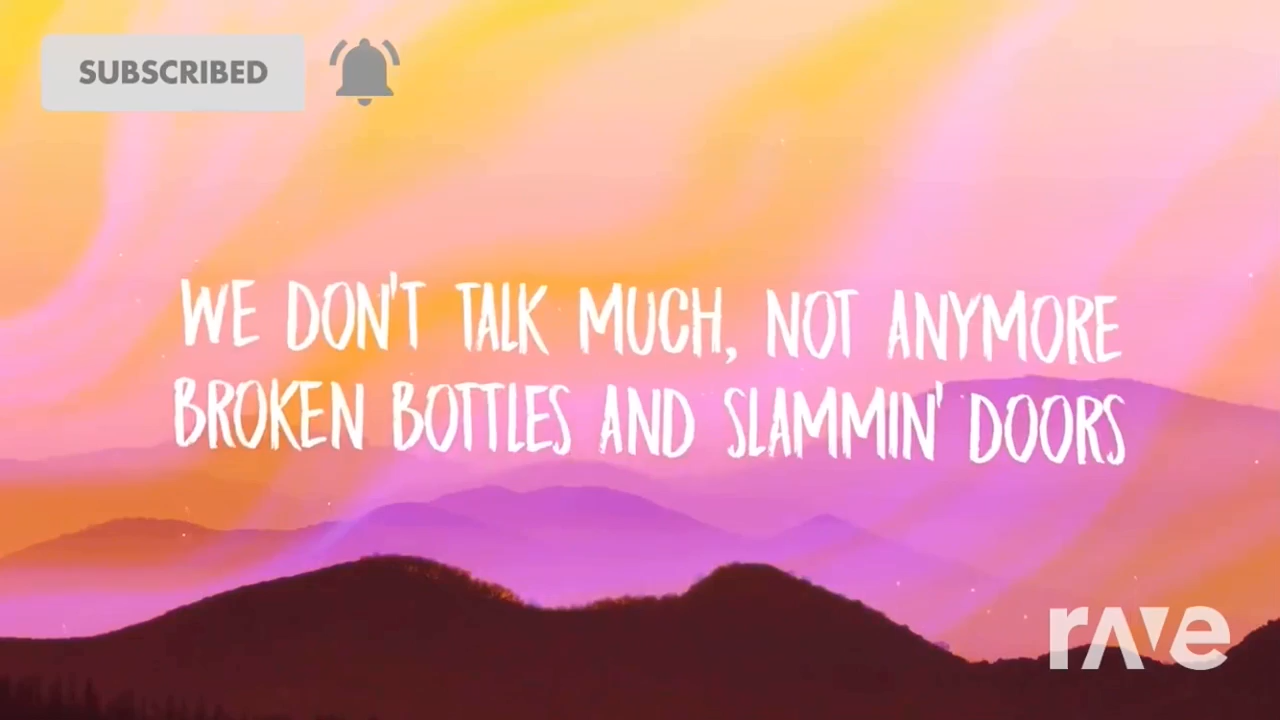 SUBSCRIBED
WE DON'T TALK MUCH, NOT ANYMORE
BROKEN BOTTLES AND SLAMMIN' DOORS
rave